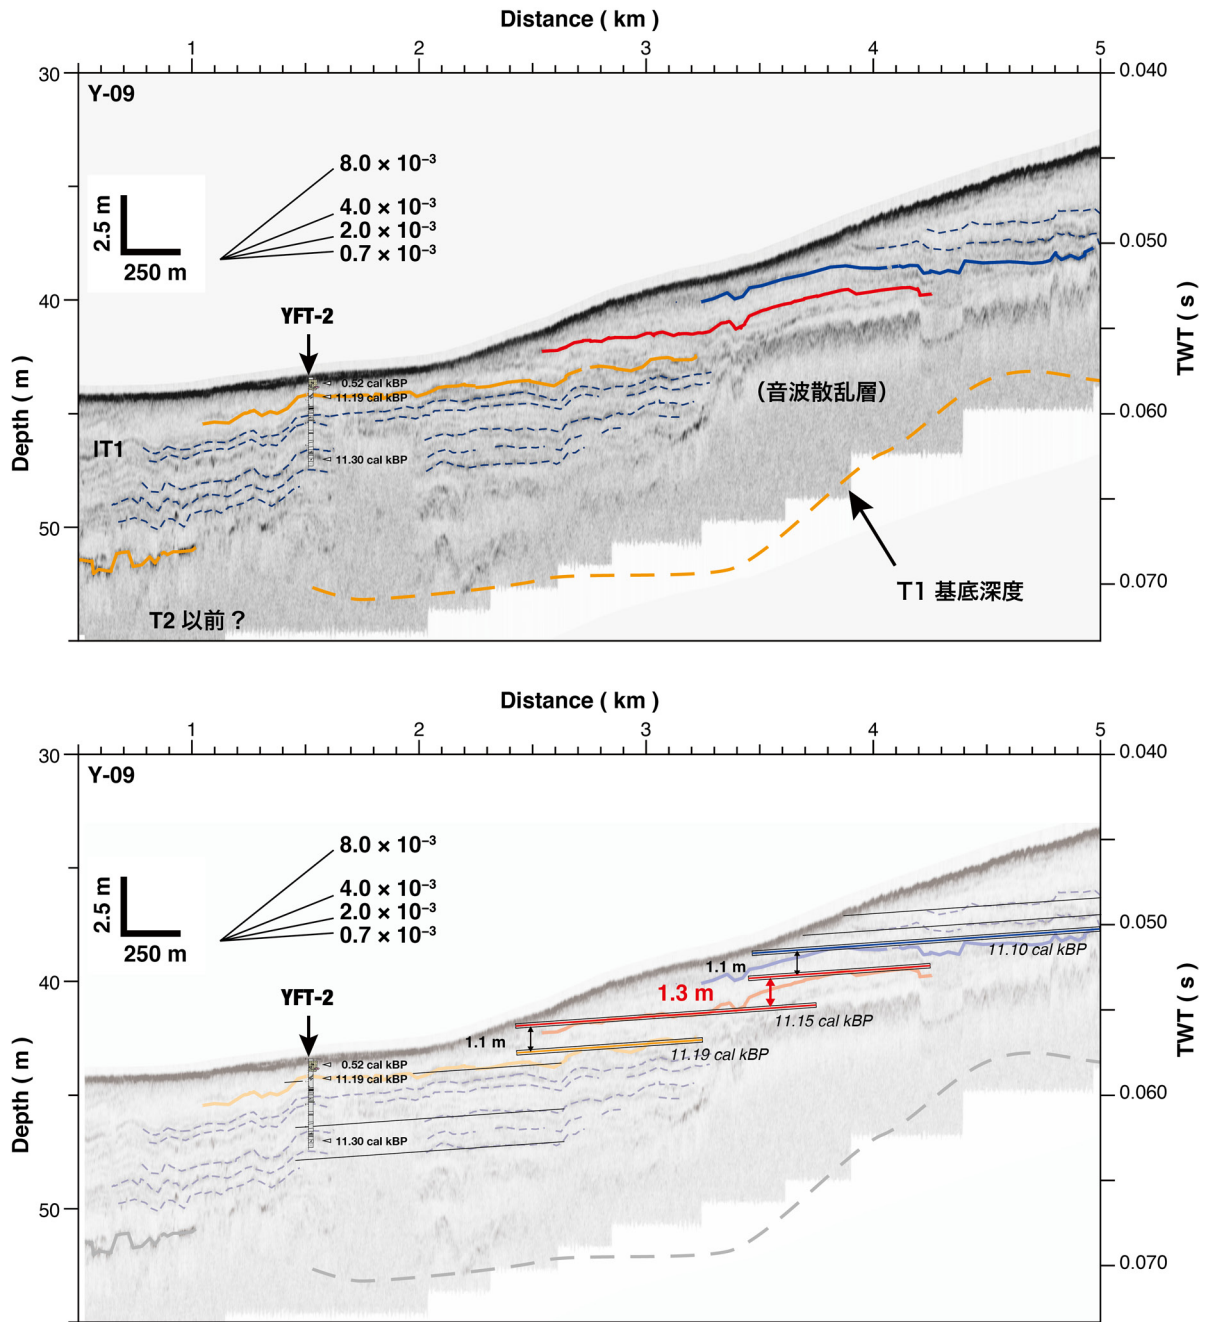 Distance ( km )
1 2 3 4 5
30 0.040
Y-09
8.0 × 10⁻³
4.0 × 10⁻³
2.0 × 10⁻³
0.7 × 10⁻³
2.5 m
250 m
0.050
40
YFT-2
TWT ( s )
0.52 cal kBP
11.19 cal kBP
(音波散乱層)
0.060
Depth ( m )
IT1
11.30 cal kBP
50
0.070
T1 基底深度
T2 以前?
Distance ( km )
1 2 3 4 5
30 0.040
Y-09
8.0 × 10⁻³
4.0 × 10⁻³
2.0 × 10⁻³
0.7 × 10⁻³
2.5 m
250 m
0.050
11.10 cal kBP
1.1 m
40
1.3 m
YFT-2
TWT ( s )
11.15 cal kBP
1.1 m
11.19 cal kBP
0.52 cal kBP
11.19 cal kBP
0.060
Depth ( m )
11.30 cal kBP
50
0.070